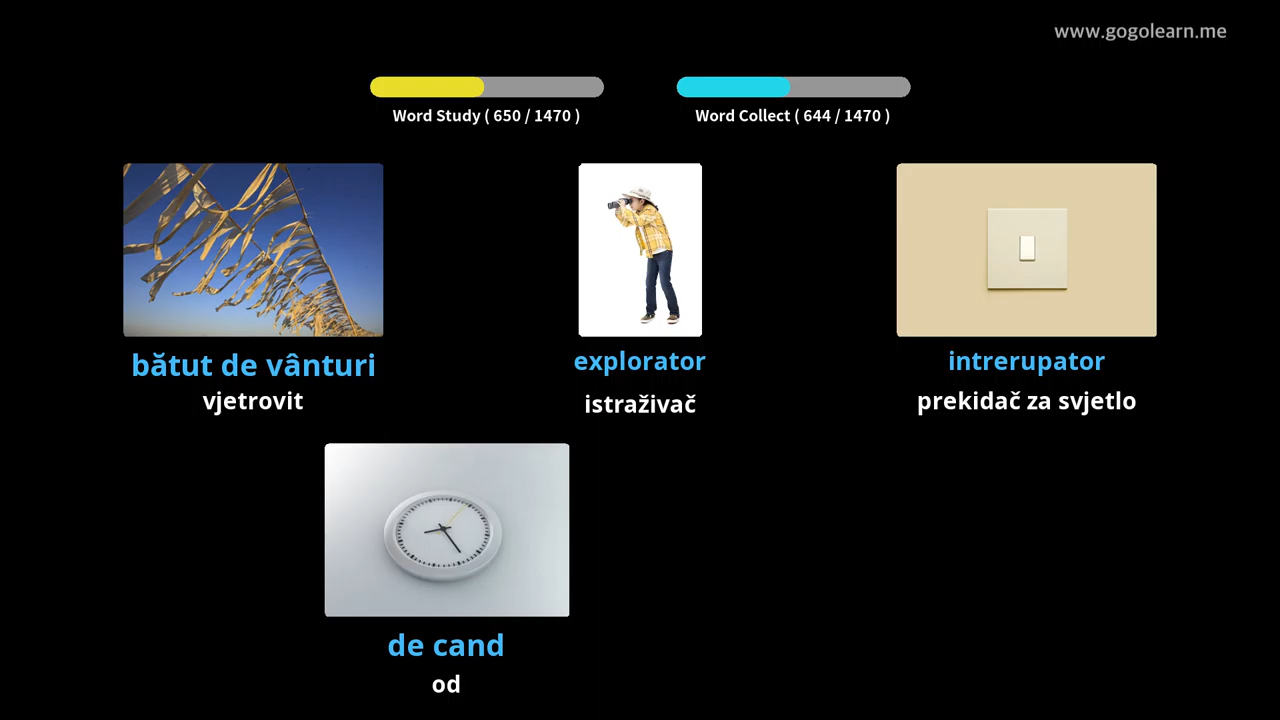 www.gogolearn.me
Word Study ( 650 / 1470 )
Word Collect ( 644 / 1470 )
bătut de vânturi
vjetrovit
explorator
istraživač
intrerupator
prekidač za svjetlo
de cand
od